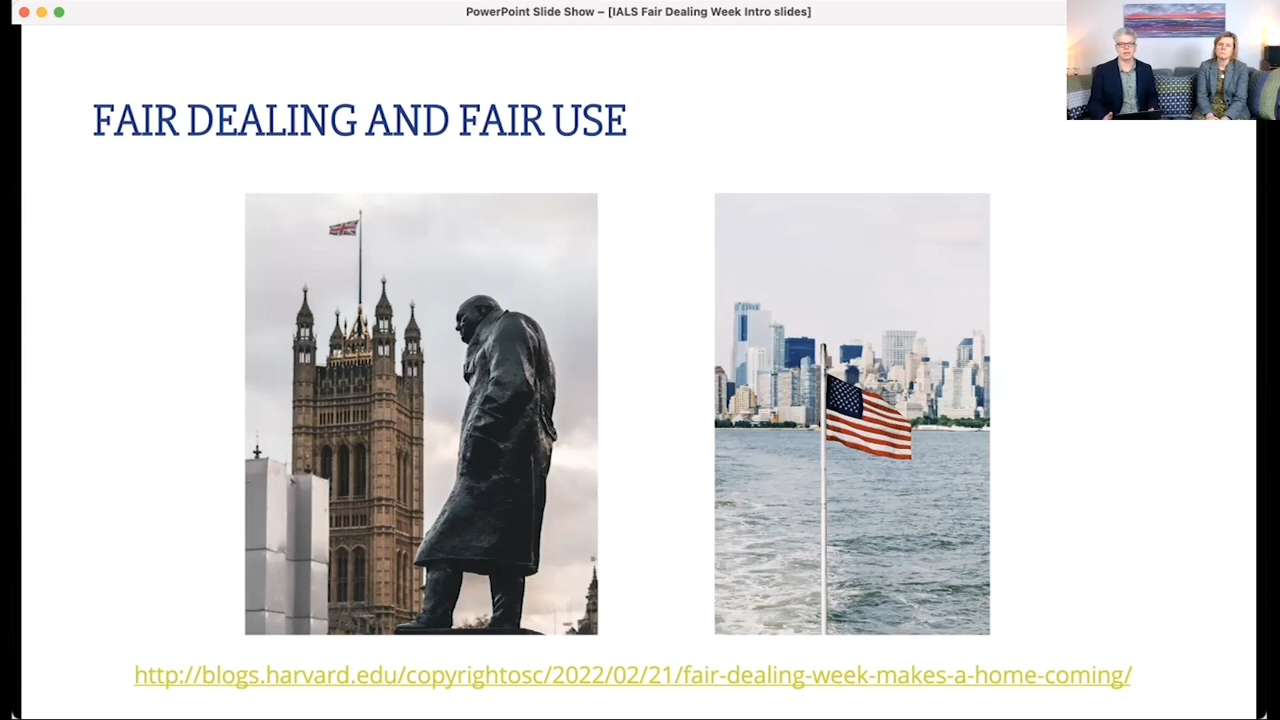 PowerPoint Slide Show – [IALS Fair Dealing Week Intro slides]
FAIR DEALING AND FAIR USE
http://blogs.harvard.edu/copyrightosc/2022/02/21/fair-dealing-week-makes-a-home-coming/